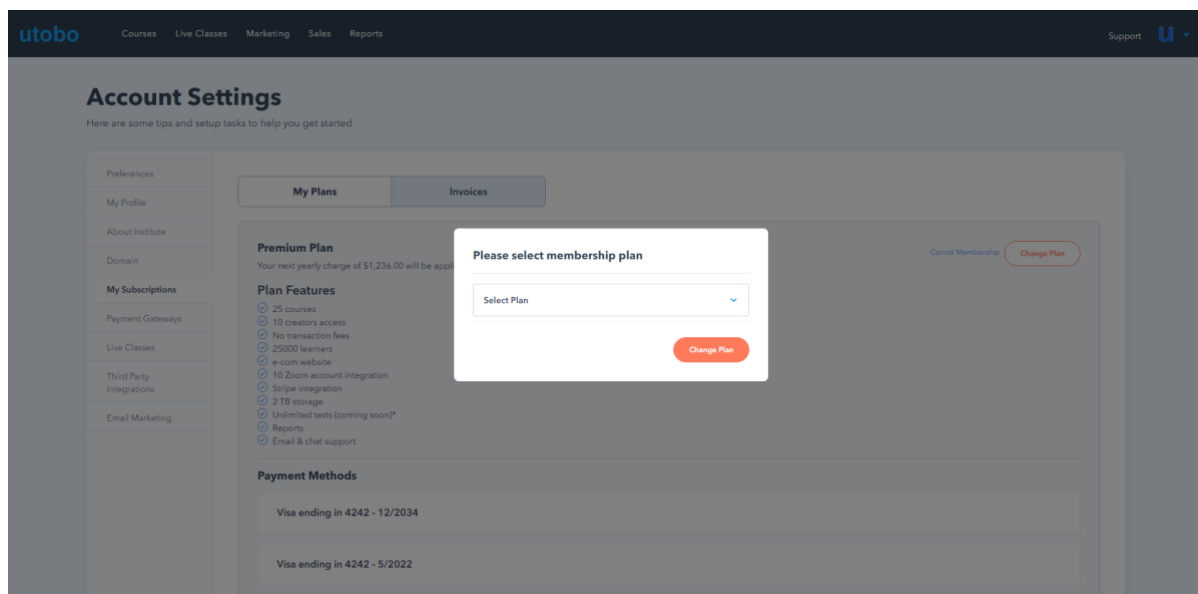 utobo Courses Live Classes Marketing Sales Reports Support
Account Settings
Here are some tips and setup tasks to help you get started
Preferences
My Profile
About Institute
Domain
My Subscriptions
Payment Gateways
Live Classes
Third Party
Integrations
Email Marketing
My Plans Invoices
Premium Plan
Cancel Membership Change Plan
Your next yearly charge of $1,236.00 will be
Plan Features
25 courses
10 creators access
No transaction fees
25000 learners
e-com website
10 Zoom account integration
Stripe integration
2 TB storage
Unlimited tests (coming soon)*
Reports
Email & chat support
Please select membership plan
Select Plan
Change Plan
Payment Methods
Visa ending in 4242 - 12/2034
Visa ending in 4242 - 5/2022